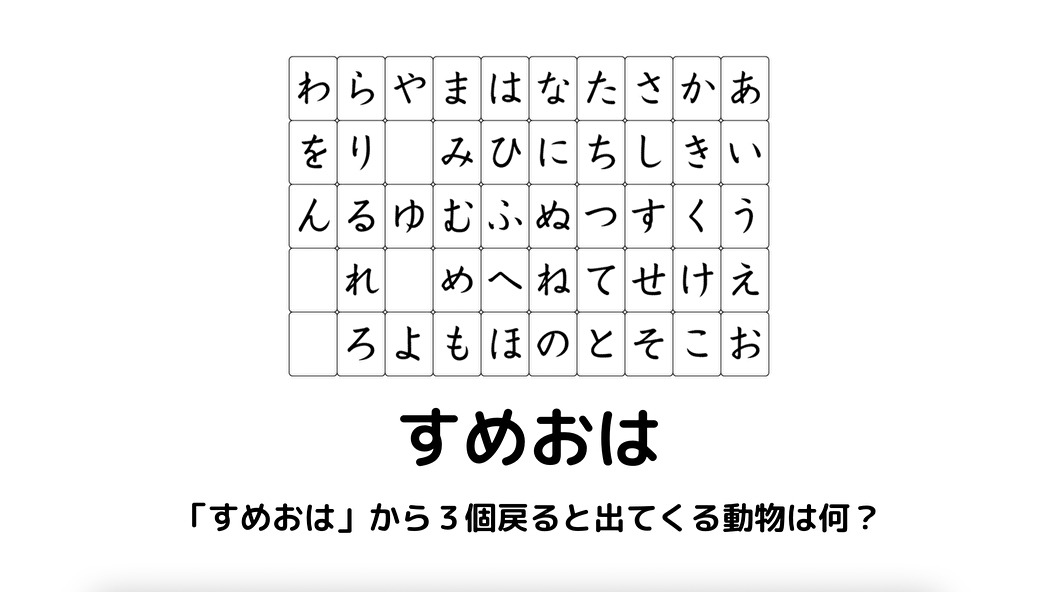 わらやまはなたさかあ
をり みひにちしきい
んるゆむふぬつすくう
れ めへねてせけえ
ろよもほのとそこお
すめおは
「すめおは」から３個戻ると出てくる動物は何？